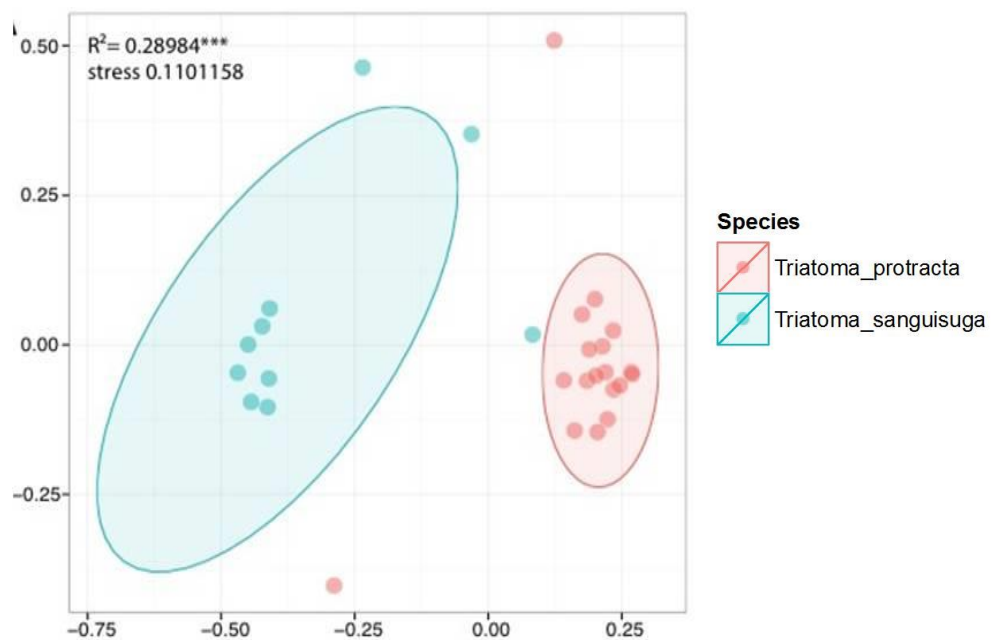 R²= 0.28984***
stress 0.1101158
0.50
0.25
0.00
−0.25
−0.75
−0.50
−0.25
0.00
0.25
Species
Triatoma_protracta
Triatoma_sanguisuga